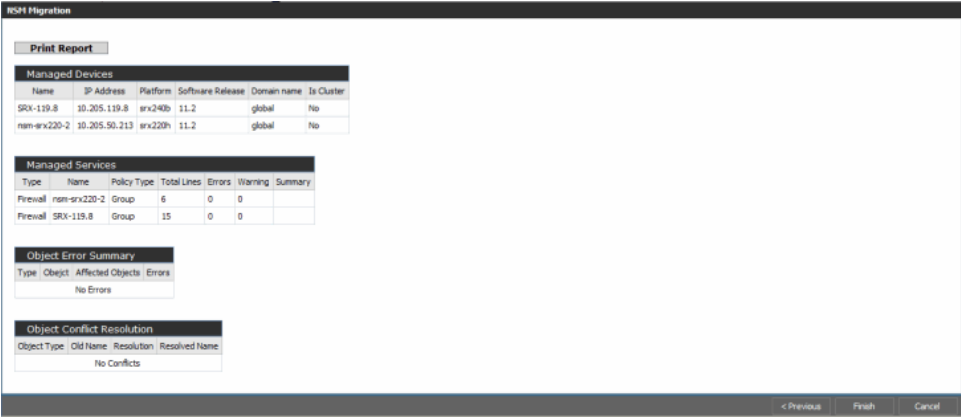 NSM Migration
Print Report
Managed Devices
Name IP Address Platform Software Release Domain name Is Cluster
SRX-119.8 10.205.119.8 srx240b 11.2 global No
nsm-srx220-2 10.205.50.213 srx220h 11.2 global No
Managed Services
Type Name Policy Type Total Lines Errors Warning Summary
Firewall nsm-srx220-2 Group 6 0 0
Firewall SRX-119.8 Group 15 0 0
Object Error Summary
Type Obejct Affected Objects Errors
No Errors
Object Conflict Resolution
Object Type Old Name Resolution Resolved Name
No Conflicts
< Previous Finish Cancel